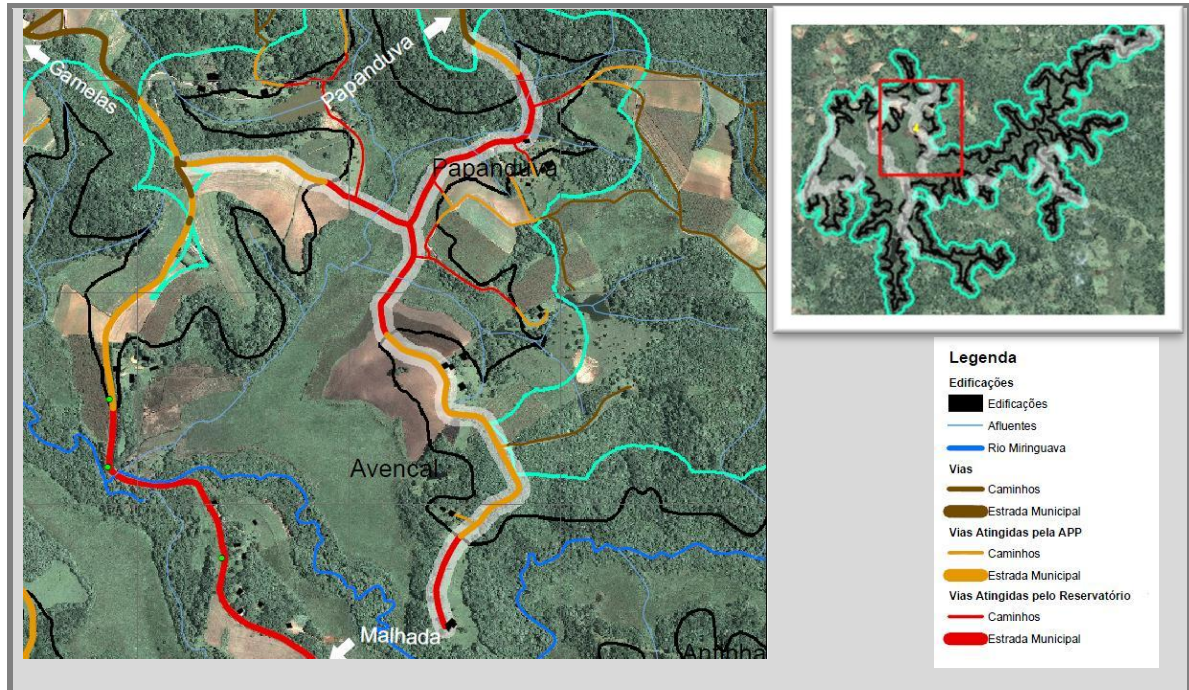 Gamelas
Papanduva
Papanduva
Avencal
Malhada
Legenda
Edificações
Edificações
Afluentes
Rio Miringuava
Vias
Caminhos
Estrada Municipal
Vias Atingidas pela APP
Caminhos
Estrada Municipal
Vias Atingidas pelo Reservatório
Caminhos
Estrada Municipal